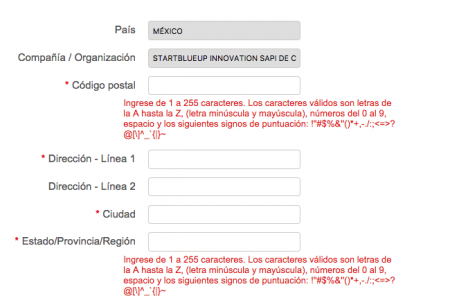 País MÉXICO
Compañía / Organización STARTBLUEUP INNOVATION SAPI DE C
* Código postal
Ingrese de 1 a 255 caracteres. Los caracteres válidos son letras de
la A hasta la Z, (letra minúscula y mayúscula), números del 0 al 9,
espacio y los siguientes signos de puntuación: !"#$%&"()*+,-./:;<=>?
@[\]^_`{|}~
* Dirección - Línea 1
Dirección - Línea 2
* Ciudad
* Estado/Provincia/Región
Ingrese de 1 a 255 caracteres. Los caracteres válidos son letras de
la A hasta la Z, (letra minúscula y mayúscula), números del 0 al 9,
espacio y los siguientes signos de puntuación: !"#$%&"()*+,-./:;<=>?
@[\]^_`{|}~